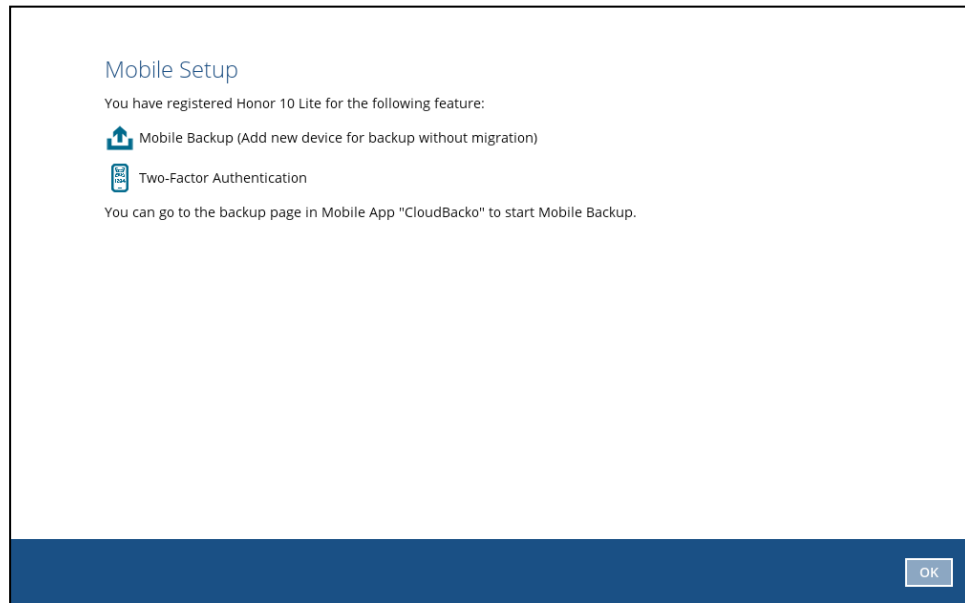 Mobile Setup
You have registered Honor 10 Lite for the following feature:
Mobile Backup (Add new device for backup without migration)
Two-Factor Authentication
You can go to the backup page in Mobile App "CloudBacko" to start Mobile Backup.
OK